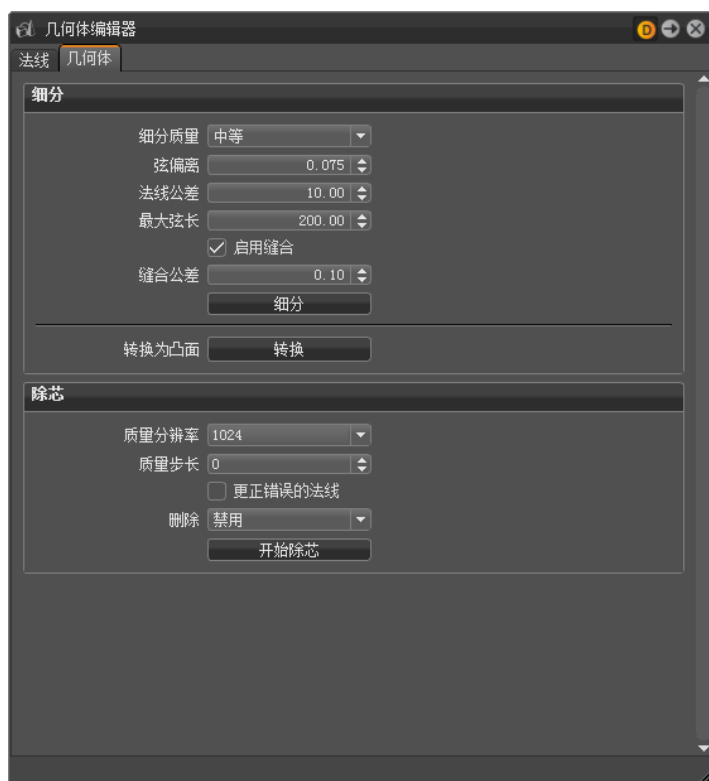 几何体编辑器
D
法线 几何体
细分
细分质量 中等
弦偏离 0.075
法线公差 10.00
最大弦长 200.00
启用缝合
缝合公差 0.10
细分
转换为凸面 转换
除芯
质量分辨率 1024
质量步长 0
更正错误的法线
删除 禁用
开始除芯